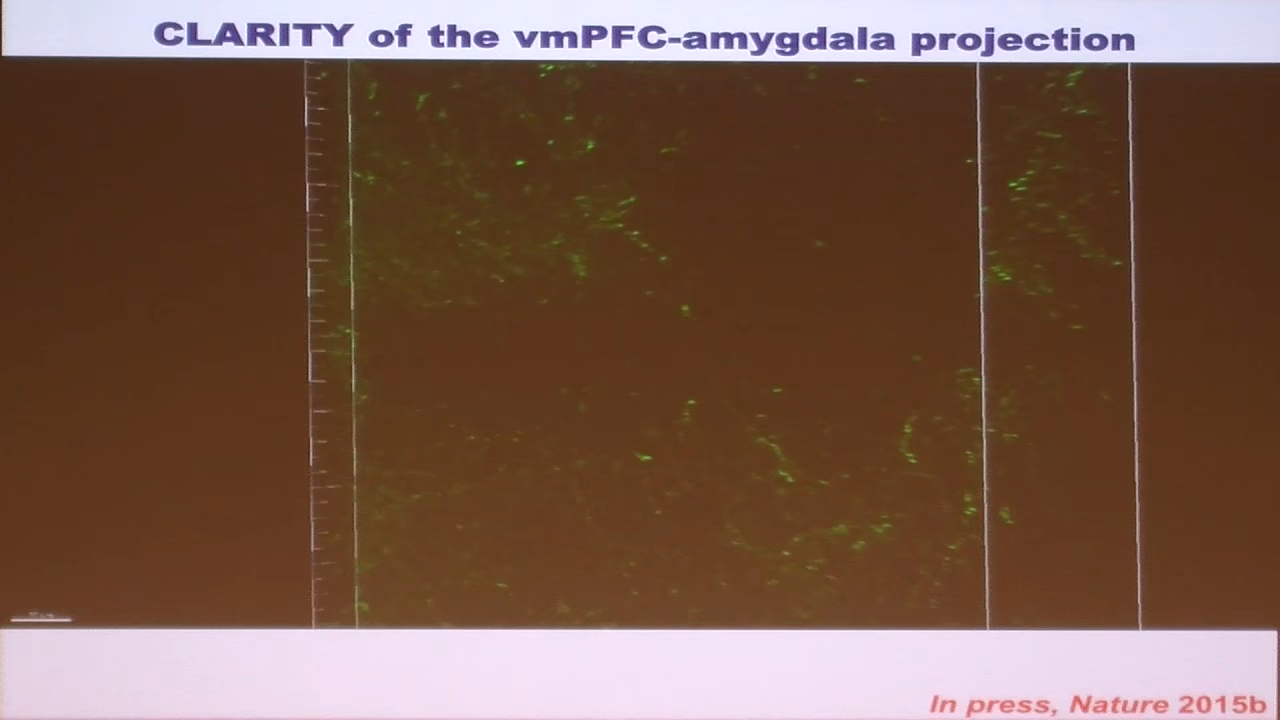 CLARITY of the vmPFC-amygdala projection
In press, Nature 2015b